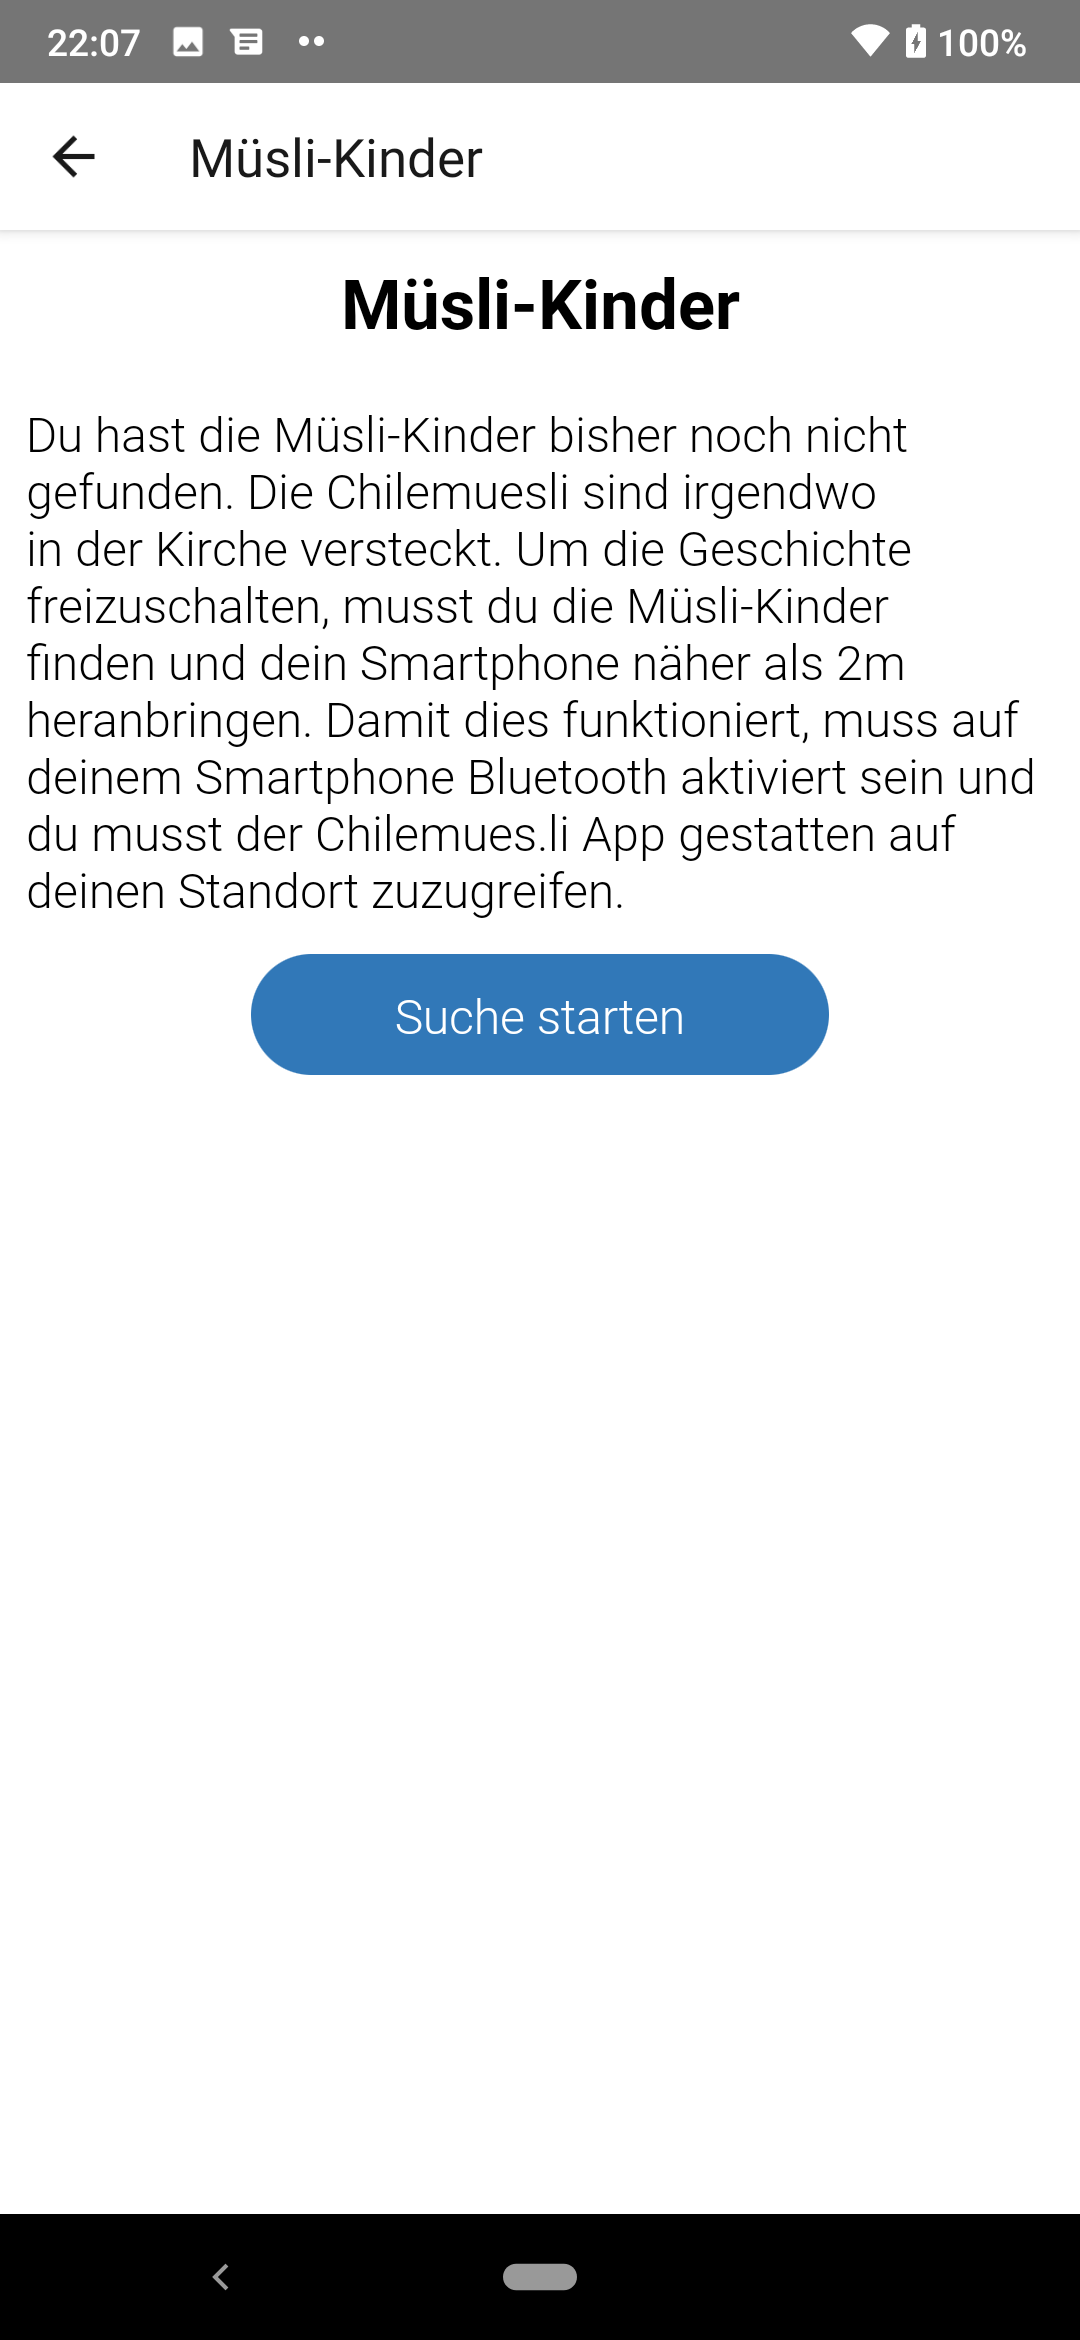 22:07
100%
Müsli-Kinder
Müsli-Kinder
Du hast die Müsli-Kinder bisher noch nicht
gefunden. Die Chilemuesli sind irgendwo
in der Kirche versteckt. Um die Geschichte
freizuschalten, musst du die Müsli-Kinder
finden und dein Smartphone näher als 2m
heranbringen. Damit dies funktioniert, muss auf
deinem Smartphone Bluetooth aktiviert sein und
du musst der Chilemues.li App gestatten auf
deinen Standort zuzugreifen.
Suche starten